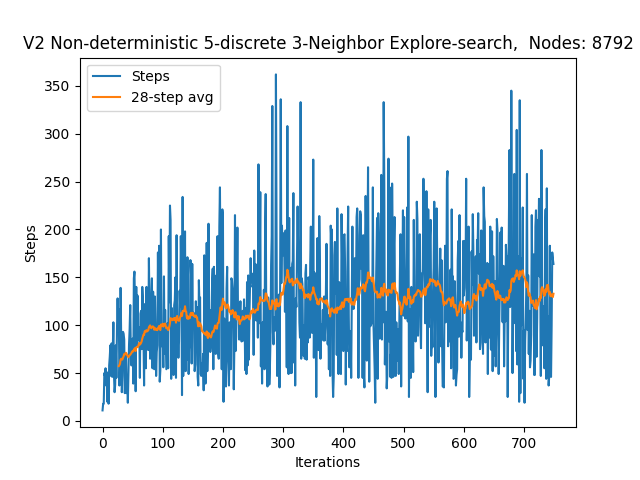 V2 Non-deterministic 5-discrete 3-Neighbor Explore-search,  Nodes: 8792
Steps
28-step avg
350
300
250
200
150
100
50
0
Steps
0 100 200 300 400 500 600 700
Iterations